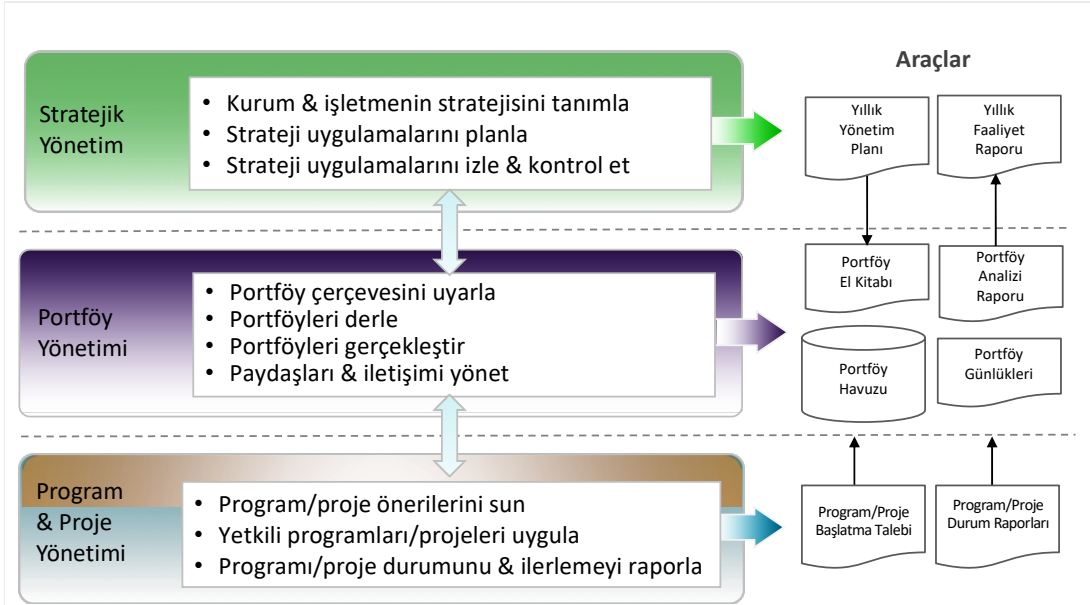 Araçlar
Stratejik
Yönetim
• Kurum & işletmenin stratejisini tanımla
• Strateji uygulamalarını planla
• Strateji uygulamalarını izle & kontrol et
Yıllık
Yönetim
Planı
Yıllık
Faaliyet
Raporu
Portföy
Yönetimi
• Portföy çerçevesini uyarla
• Portföyleri derle
• Portföyleri gerçekleştir
• Paydaşları & iletişimi yönet
Portföy
El Kitabı
Portföy
Analizi
Raporu
Portföy
Havuzu
Portföy
Günlükleri
Program
& Proje
Yönetimi
• Program/proje önerilerini sun
• Yetkili programları/projeleri uygula
• Programı/proje durumunu & ilerlemeyi raporla
Program/Proje
Başlatma Talebi
Program/Proje
Durum Raporları